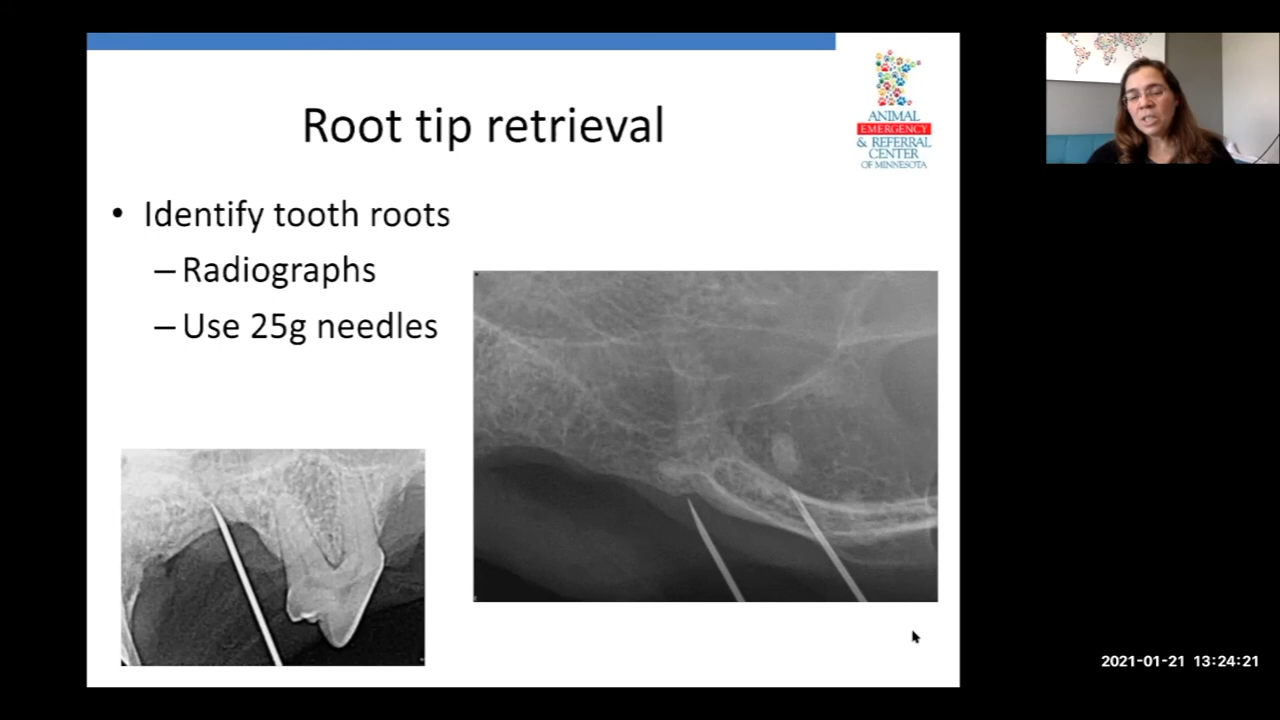 Root tip retrieval
ANIMAL
EMERGENCY
& REFERRAL
CENTER
OF MINNESOTA
• Identify tooth roots
– Radiographs
– Use 25g needles
2021-01-21 13:24:21